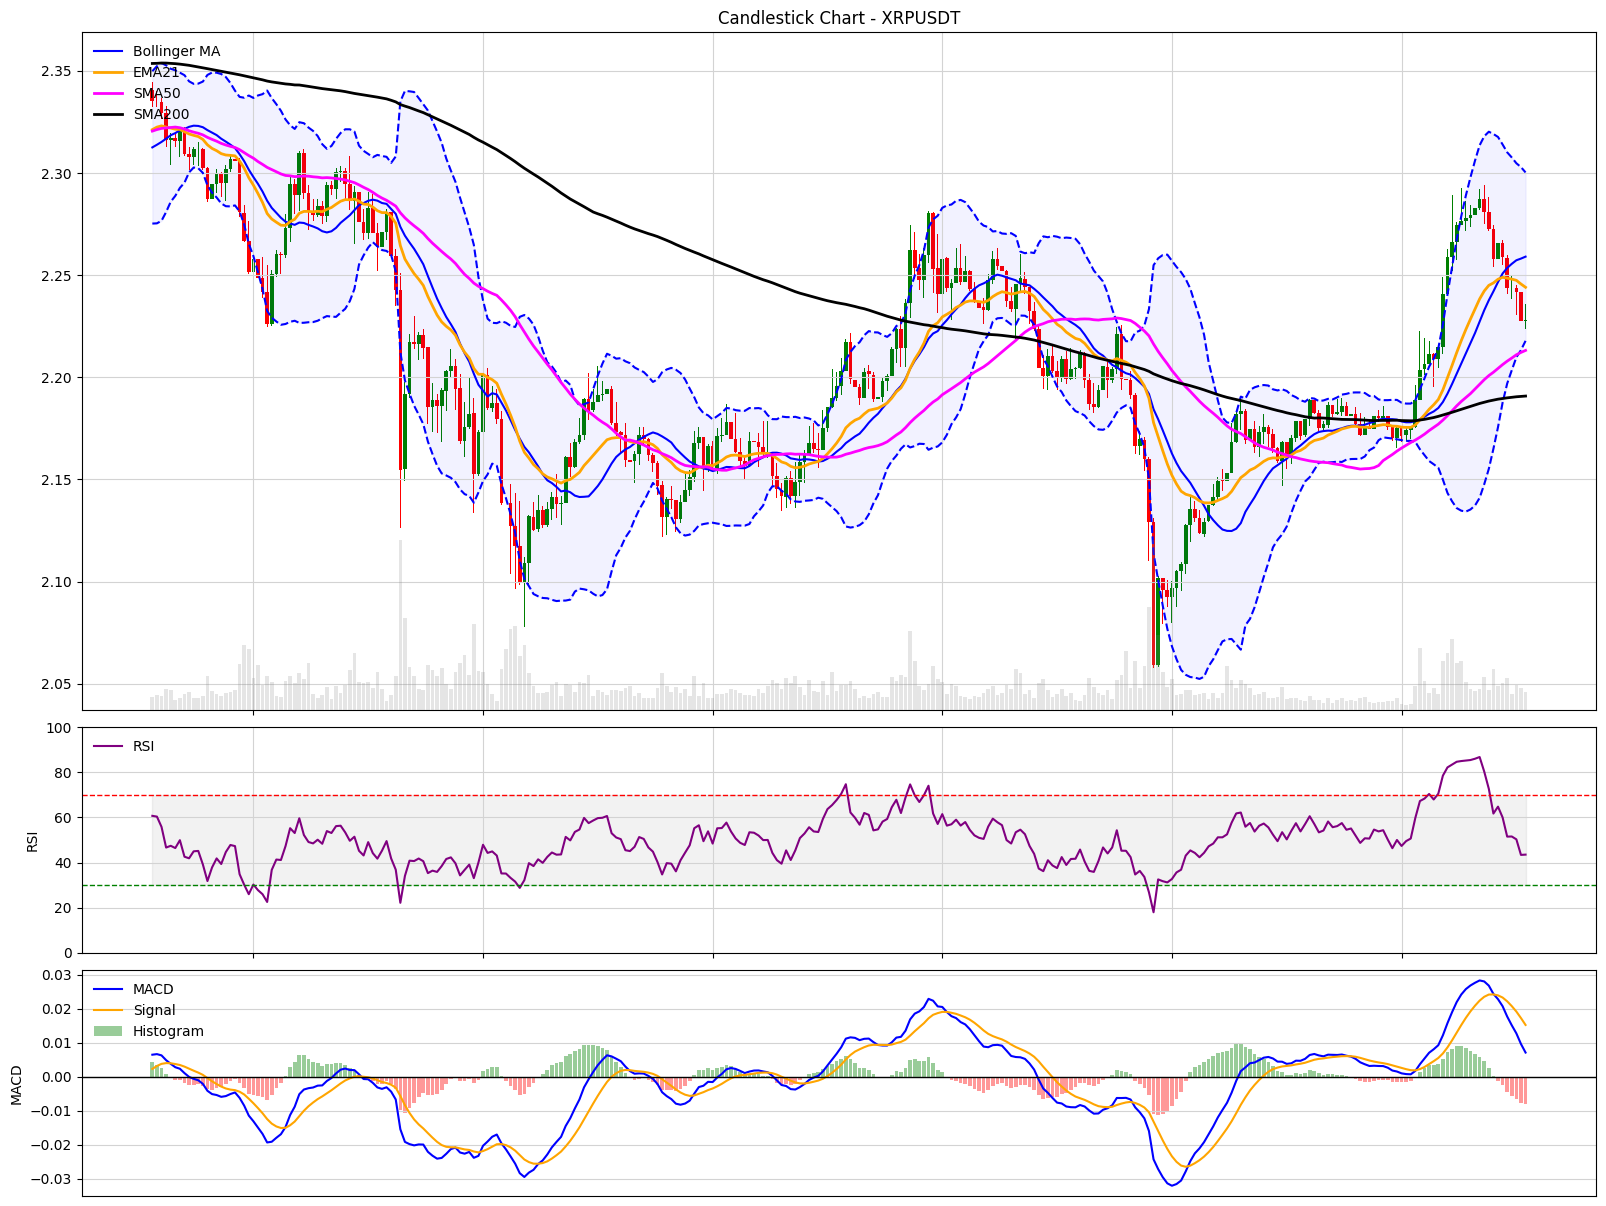 Candlestick Chart - XRPUSDT
Bollinger MA
EMA21
SMA50
SMA200
2.35
2.30
2.25
2.20
2.15
2.10
2.05
RSI
RSI
100
80
60
40
20
0
MACD
Signal
Histogram
MACD
0.03
0.02
0.01
0.00
−0.01
−0.02
−0.03